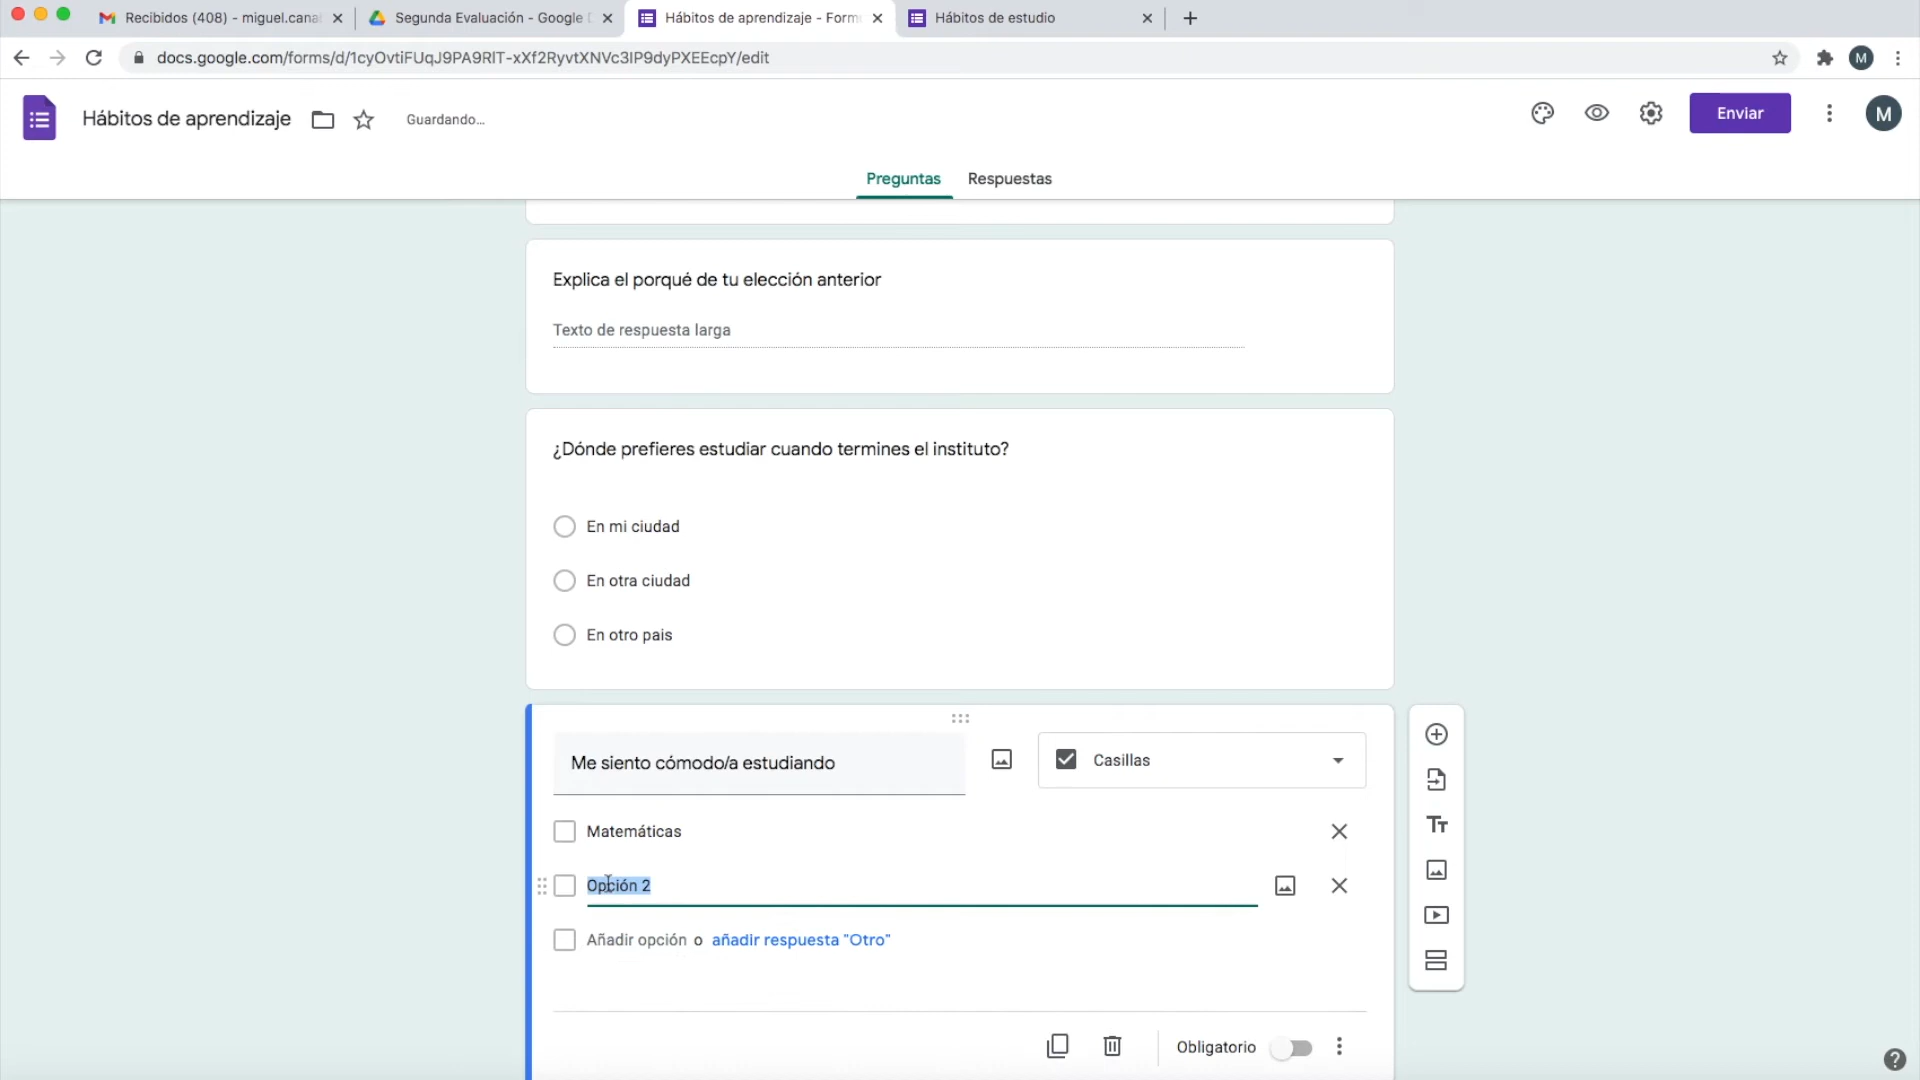 Recibidos (408) - miguel.cana
Segunda Evaluación - Google D
Hábitos de aprendizaje - Form
Hábitos de estudio
docs.google.com/forms/d/1cyOvtiFUqJ9PA9RIT-xXf2RyvtXNVc3IP9dyPXEEcpY/edit
M
Hábitos de aprendizaje
Guardando...
Enviar
M
Preguntas
Respuestas
Explica el porqué de tu elección anterior
Texto de respuesta larga
¿Dónde prefieres estudiar cuando termines el instituto?
En mi ciudad
En otra ciudad
En otro pais
Me siento cómodo/a estudiando
Casillas
Matemáticas
Opción 2
Añadir opción o añadir respuesta "Otro"
Obligatorio